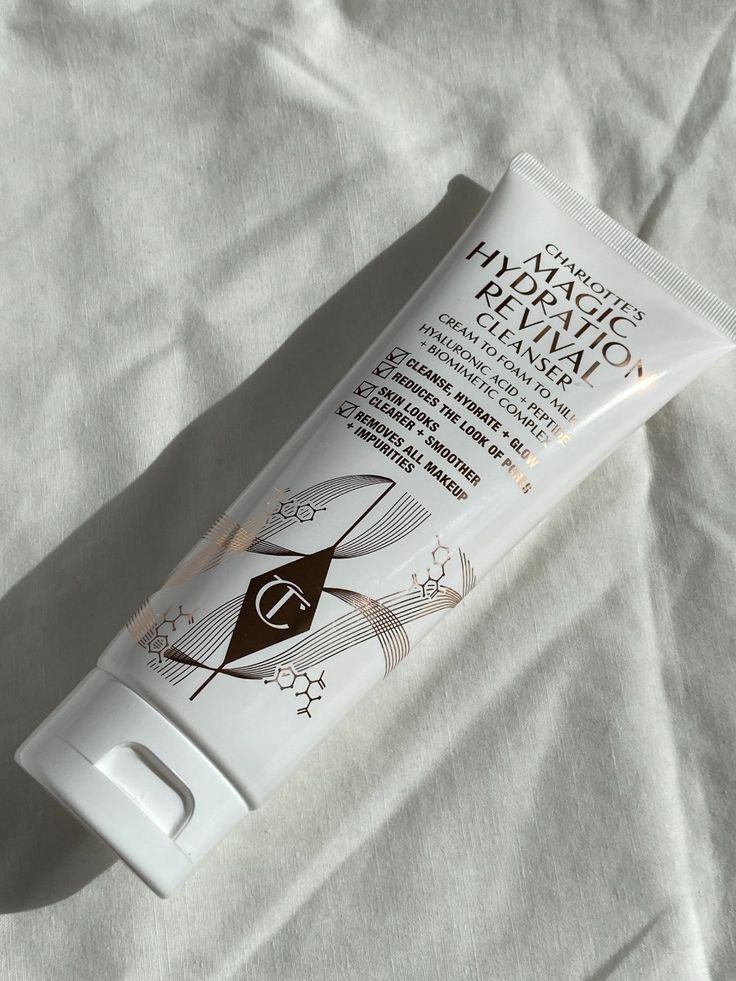 CHARLOTTE'S
MAGIC
HYDRATION
REVIVAL
CLEANSER
CREAM TO FOAM TO MILK
HYALURONIC ACID + PEPTIDE
+ BIOMIMETIC COMPLEX
CLEANSE, HYDRATE + GLOW
REDUCES THE LOOK OF PORES
SKIN LOOKS
CLEARER + SMOOTHER
REMOVES ALL MAKEUP
+ IMPURITIES
CT